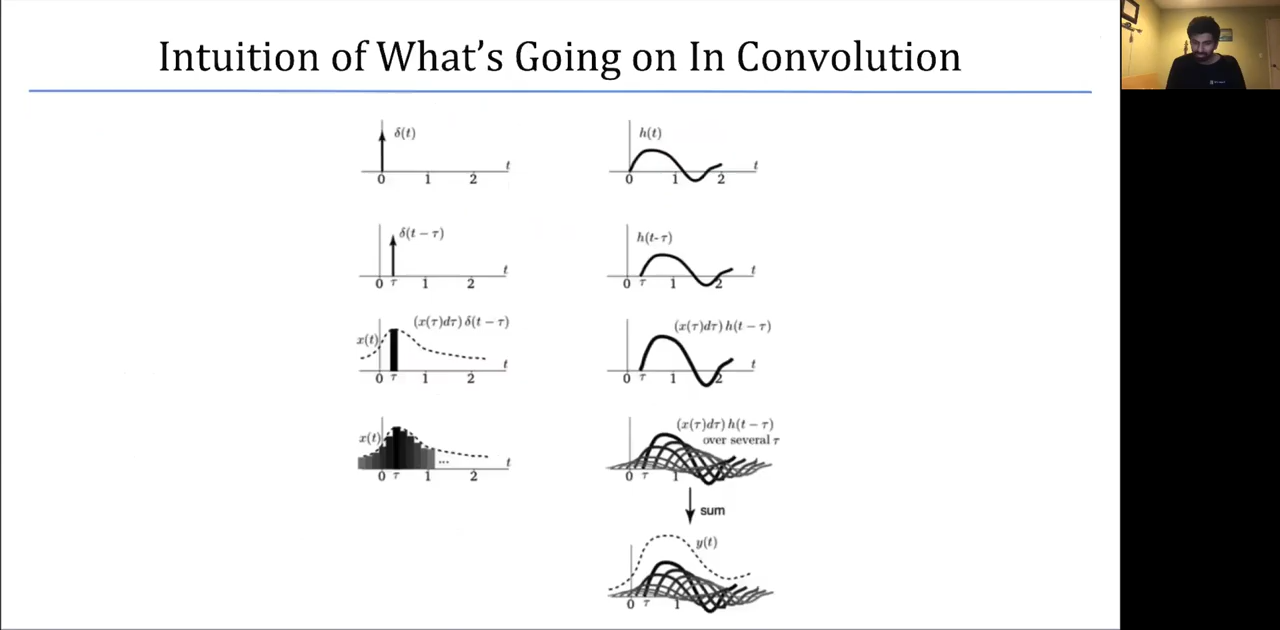 Intuition of What's Going on In Convolution
δ(t)
t
0 1 2
h(t)
t
0 1 2
δ(t − τ)
t
0 τ 1 2
h(t-τ)
t
0 τ 1 2
(x(τ)dτ) δ(t − τ)
x(t)
t
0 τ 1 2
(x(τ)dτ) h(t − τ)
t
0 τ 1 2
x(t)
...
t
0 τ 1 2
(x(τ)dτ) h(t − τ)
over several τ
0 τ 1
sum
y(t)
0 τ 1